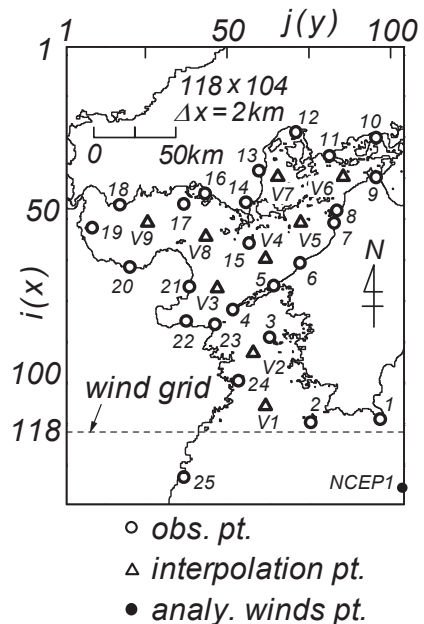 1 50 j(y) 100
1
118x104
Δx=2km
0 50km
12 10
11
13
16 14 V7 V6 9
18
50 17 8
19 V9 V8 V4 V5 7
15 N
20 5 6
21 V3
i(x)
4 3
22 23
V2
100 24
wind grid
V1 2 1
118
25 NCEP1
obs. pt.
interpolation pt.
analy. winds pt.